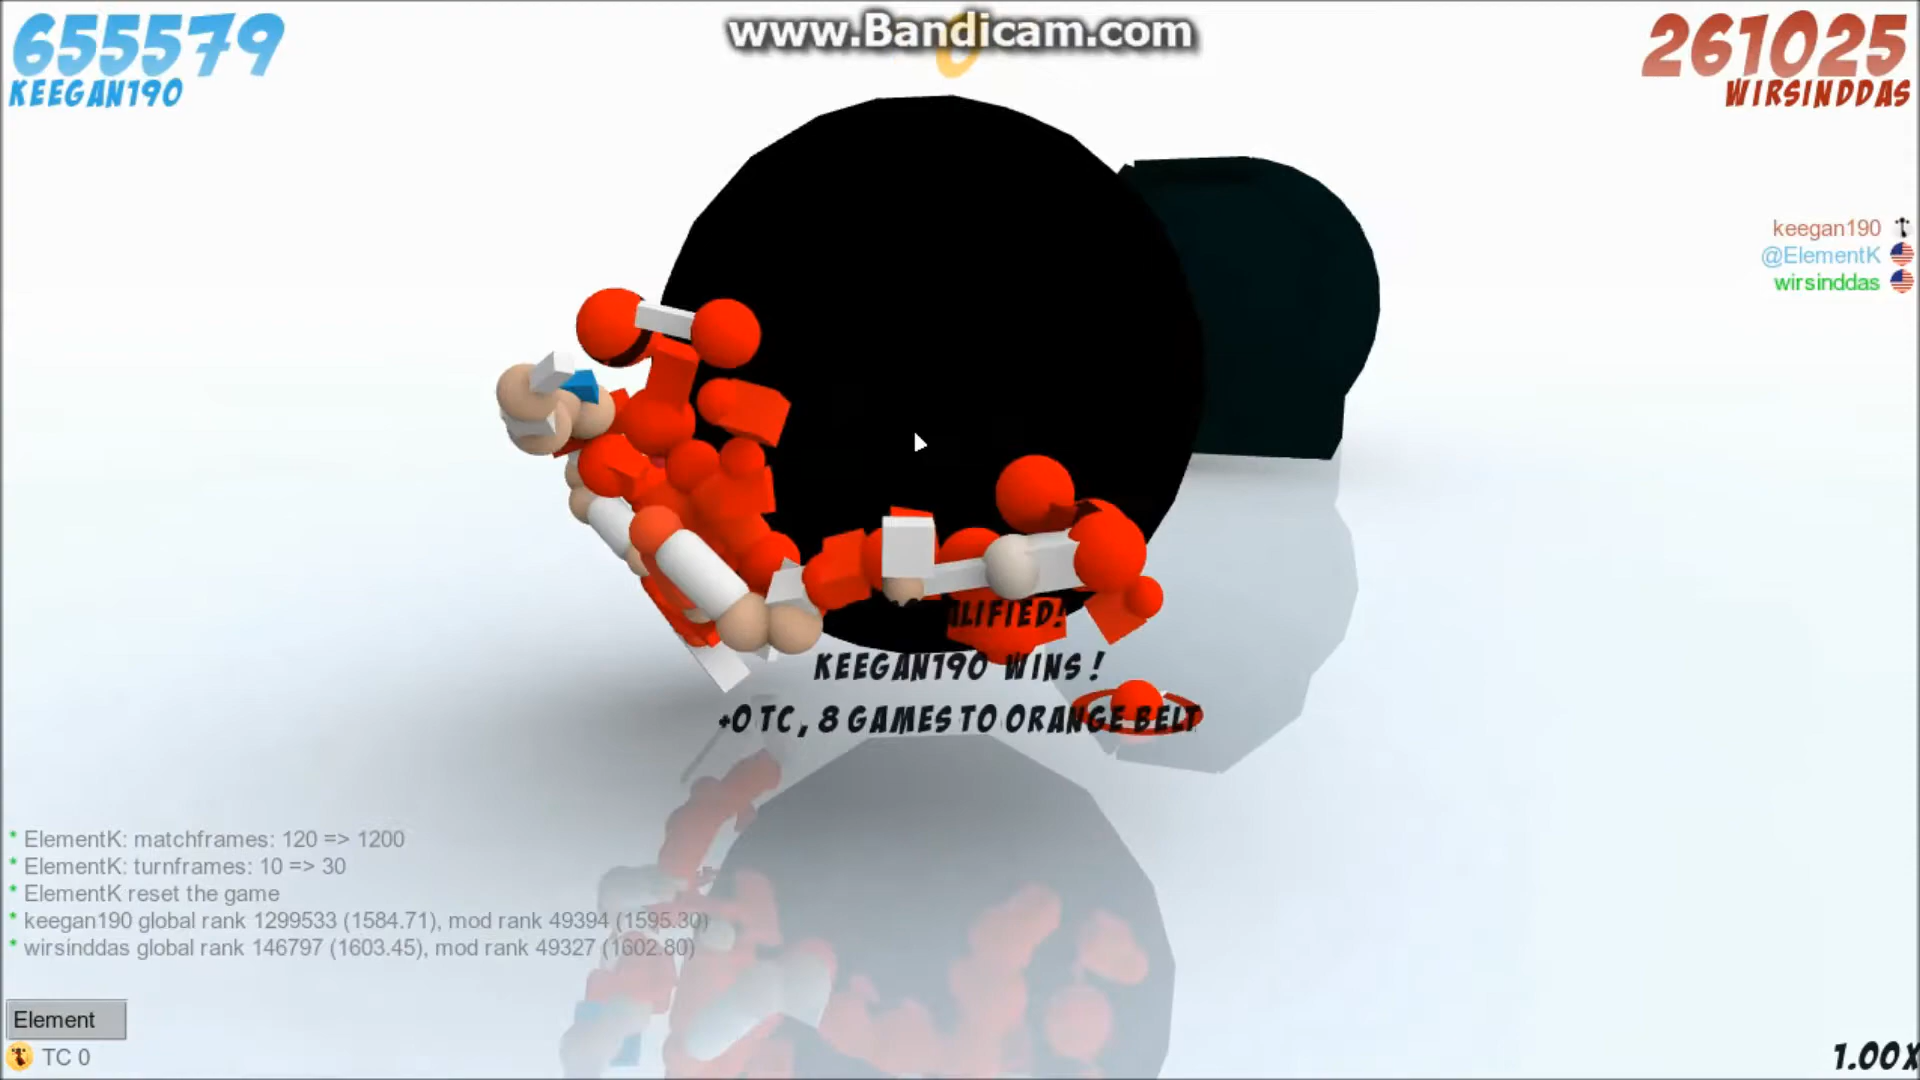 655579
KEEGAN190
www.Bandicam.com
0
261025
WIRSINDDAS
keegan190
@ElementK
wirsinddas
KEEGAN190 WINS!
+0 TC, 8 GAMES TO ORANGE BELT
* ElementK: matchframes: 120 => 1200
* ElementK: turnframes: 10 => 30
* ElementK reset the game
* keegan190 global rank 1299533 (1584.71), mod rank 49394 (1595.30)
* wirsinddas global rank 146797 (1603.45), mod rank 49327 (1602.80)
Element
TC 0
1.00X